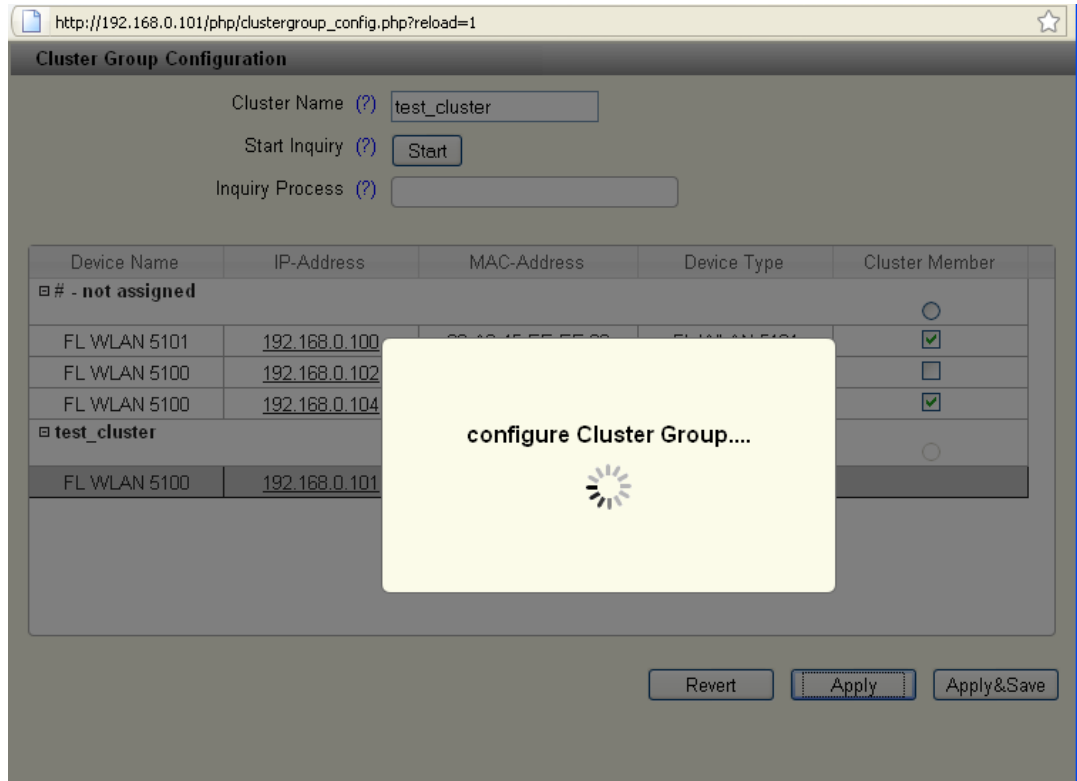 http://192.168.0.101/php/clustergroup_config.php?reload=1
Cluster Group Configuration
Cluster Name (?) test_cluster
Start Inquiry (?) Start
Inquiry Process (?)
Device Name IP-Address MAC-Address Device Type Cluster Member
# - not assigned
FL WLAN 5101 192.168.0.100
FL WLAN 5100 192.168.0.102
FL WLAN 5100 192.168.0.104
configure Cluster Group....
test_cluster
FL WLAN 5100 192.168.0.101
Revert Apply Apply&Save